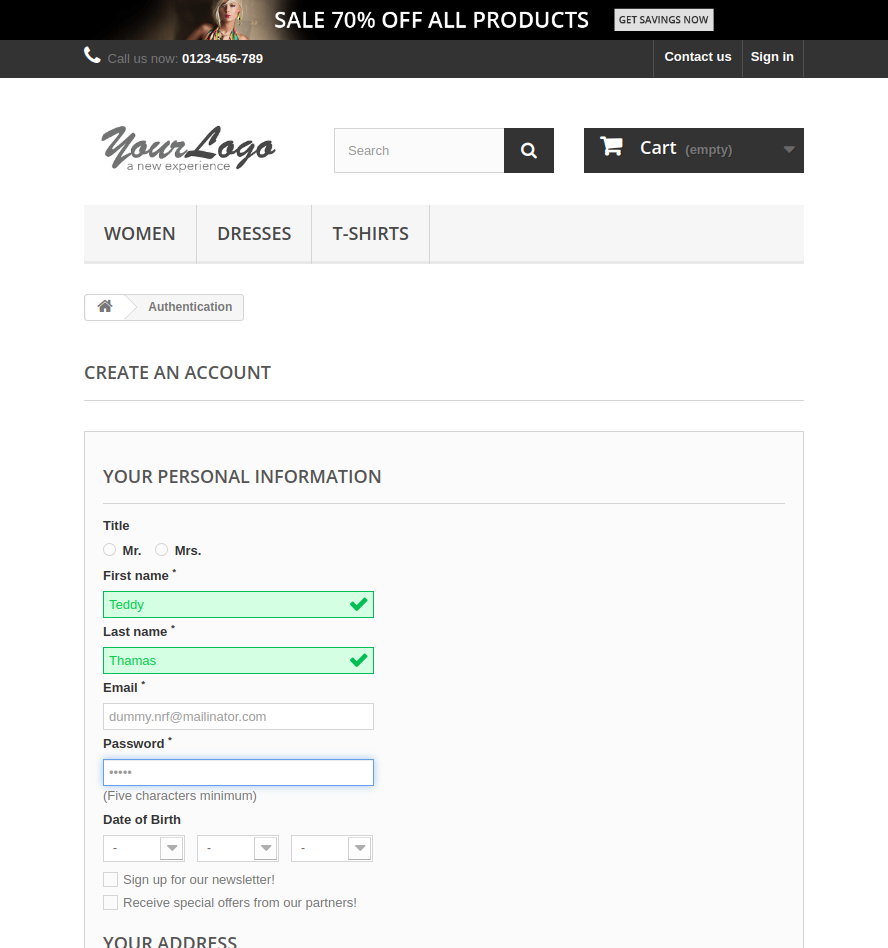 SALE 70% OFF ALL PRODUCTS GET SAVINGS NOW
Call us now: 0123-456-789 Contact us Sign in
YourLogo
a new experience
Search
Cart (empty)
WOMEN DRESSES T-SHIRTS
Authentication
CREATE AN ACCOUNT
YOUR PERSONAL INFORMATION
Title
Mr. Mrs.
First name *
Teddy
Last name *
Thamas
Email *
dummy.nrf@mailinator.com
Password *
•••••
(Five characters minimum)
Date of Birth
- - -
Sign up for our newsletter!
Receive special offers from our partners!
YOUR ADDRESS